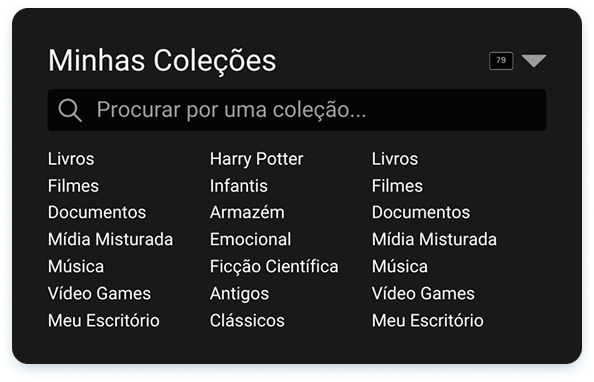 Minhas Coleções
79
Procurar por uma coleção...
Livros Harry Potter Livros
Filmes Infantis Filmes
Documentos Armazém Documentos
Mídia Misturada Emocional Mídia Misturada
Música Ficção Científica Música
Vídeo Games Antigos Vídeo Games
Meu Escritório Clássicos Meu Escritório